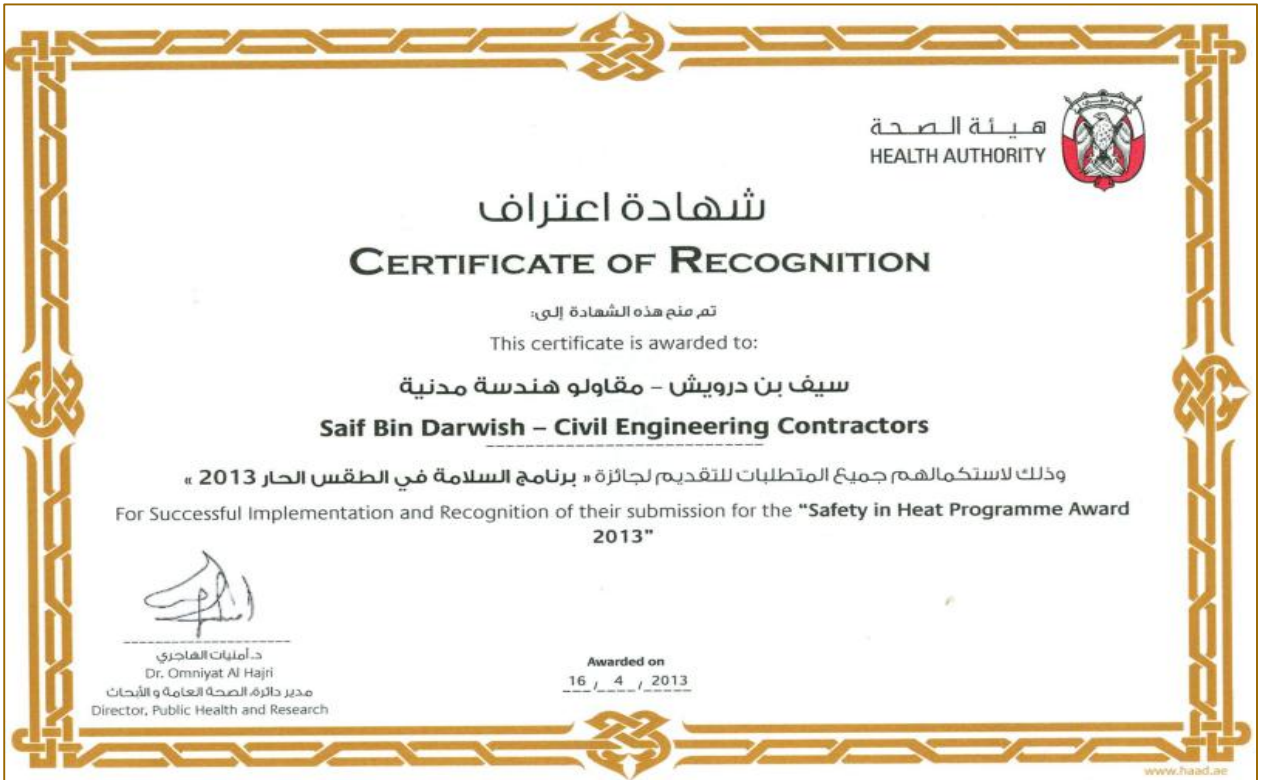 هيئة الصحة
HEALTH AUTHORITY
شهادة اعتراف
CERTIFICATE OF RECOGNITION
تم منح هذه الشهادة إلى:
This certificate is awarded to:
سيف بن درويش – مقاولو هندسة مدنية
Saif Bin Darwish – Civil Engineering Contractors
وذلك لاستكمالهم جميع المتطلبات للتقديم لجائزة « برنامج السلامة في الطقس الحار 2013 »
For Successful Implementation and Recognition of their submission for the "Safety in Heat Programme Award
2013"
د. أمنيات الهاجري
Dr. Omniyat Al Hajri
مدير دائرة الصحة العامة و الأبحاث
Director, Public Health and Research
Awarded on
16 / 4 / 2013
www.haad.ae